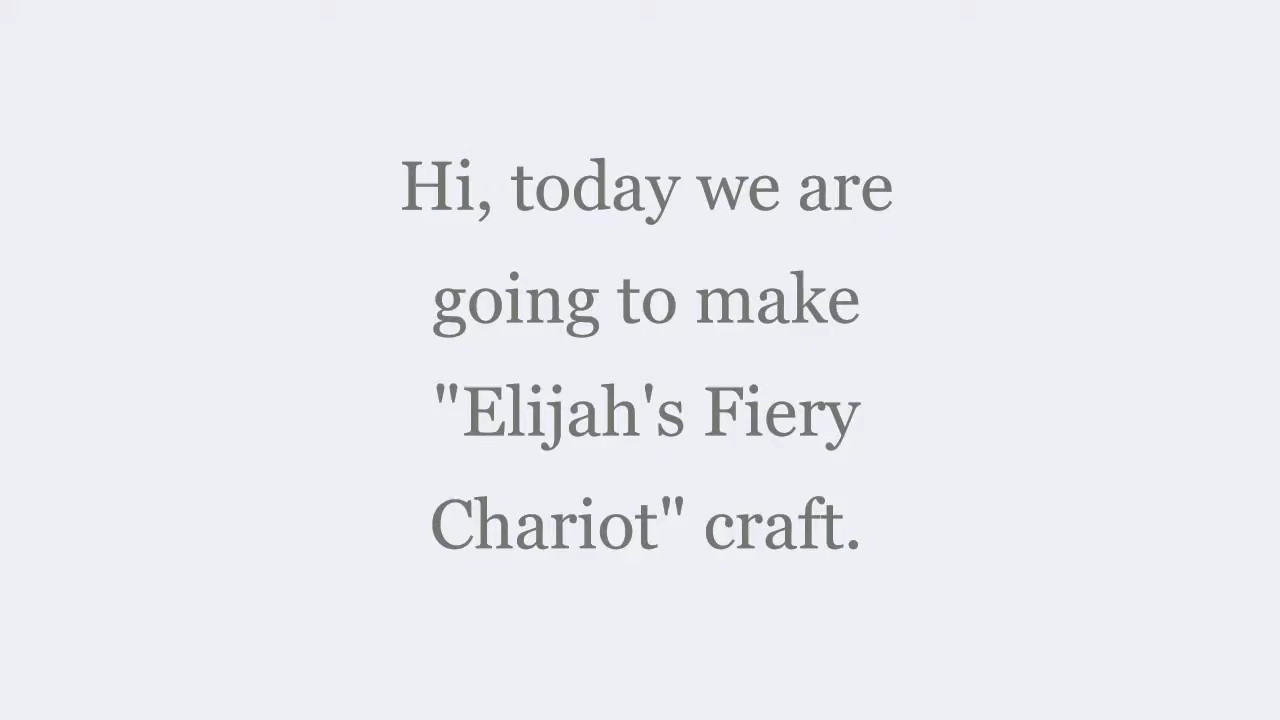 Hi, today we are
going to make
"Elijah's Fiery
Chariot" craft.